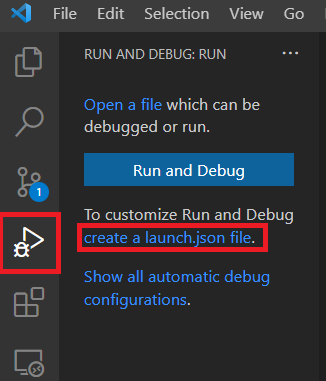 File Edit Selection View Go
RUN AND DEBUG: RUN ...
Open a file which can be
debugged or run.
1
Run and Debug
To customize Run and Debug
create a launch.json file.
Show all automatic debug
configurations.